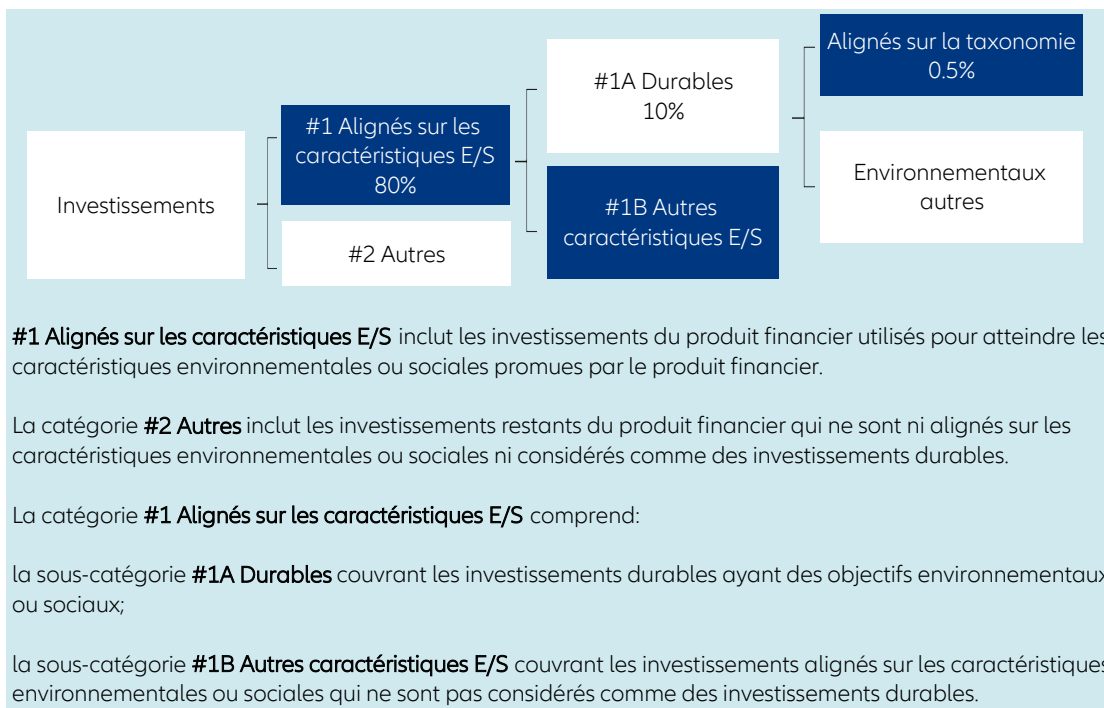 Investissements
#1 Alignés sur les
caractéristiques E/S
80%
#2 Autres
#1A Durables
10%
#1B Autres
caractéristiques E/S
Alignés sur la taxonomie
0.5%
Environnementaux
autres
#1 Alignés sur les caractéristiques E/S inclut les investissements du produit financier utilisés pour atteindre les
caractéristiques environnementales ou sociales promues par le produit financier.
La catégorie #2 Autres inclut les investissements restants du produit financier qui ne sont ni alignés sur les
caractéristiques environnementales ou sociales ni considérés comme des investissements durables.
La catégorie #1 Alignés sur les caractéristiques E/S comprend:
la sous-catégorie #1A Durables couvrant les investissements durables ayant des objectifs environnementaux
ou sociaux;
la sous-catégorie #1B Autres caractéristiques E/S couvrant les investissements alignés sur les caractéristiques
environnementales ou sociales qui ne sont pas considérés comme des investissements durables.